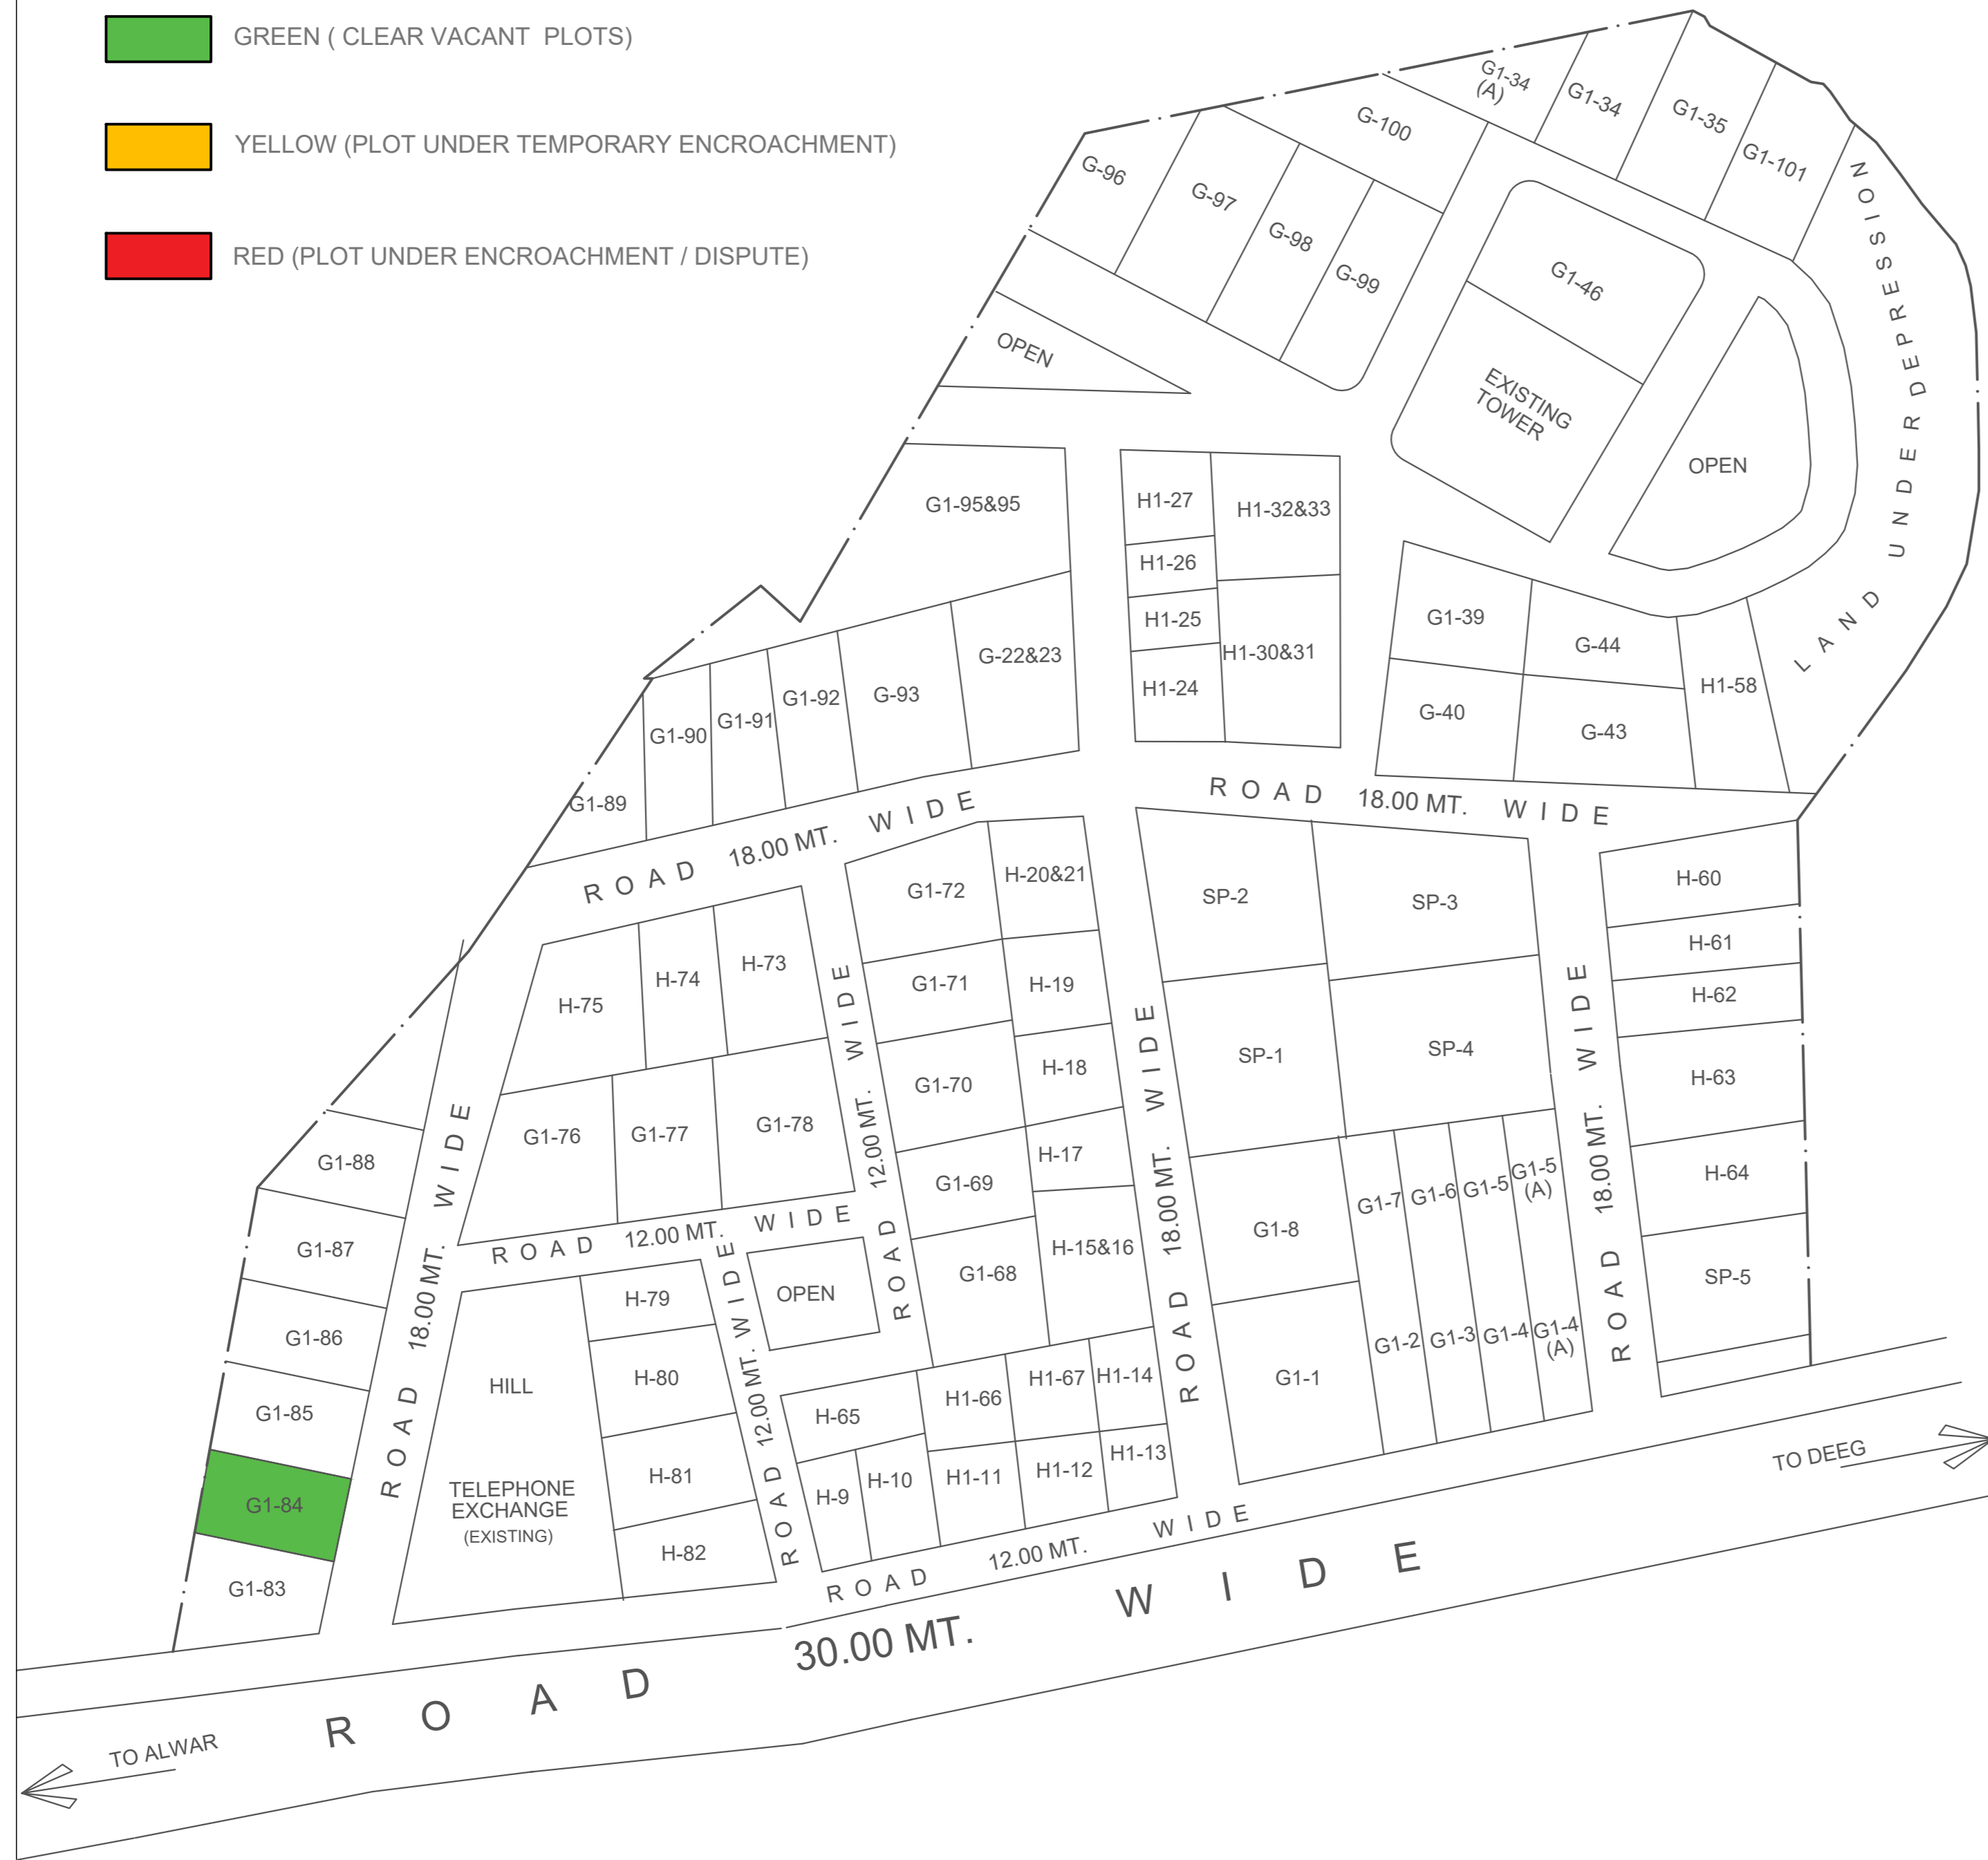 GREEN ( CLEAR VACANT PLOTS)
YELLOW (PLOT UNDER TEMPORARY ENCROACHMENT)
RED (PLOT UNDER ENCROACHMENT / DISPUTE)
G1-34
(A)
G1-34
G1-35
G1-101
G-100
G-96
G-97
G-98
G-99
G1-46
EXISTING
TOWER
OPEN
OPEN
LAND UNDER DEPRESSION
G1-95&95
H1-27
H1-32&33
H1-26
H1-25
H1-30&31
H1-24
G1-39
G-44
G-40
G-43
H1-58
G-22&23
G-93
G1-92
G1-91
G1-90
G1-89
ROAD 18.00 MT. WIDE
ROAD 18.00 MT. WIDE
G1-72
H-20&21
SP-2
SP-3
H-60
H-61
H-62
H-63
H-64
SP-5
H-75
H-74
H-73
G1-71
H-19
SP-1
SP-4
G1-70
H-18
G1-76
G1-77
G1-78
G1-69
H-17
G1-68
H-15&16
ROAD 12.00 MT. WIDE
ROAD 18.00 MT. WIDE
ROAD 18.00 MT. WIDE
ROAD 18.00 MT. WIDE
G1-8
G1-7
G1-6
G1-5
G1-5
(A)
G1-1
G1-2
G1-3
G1-4
G1-4
(A)
G1-88
G1-87
G1-86
G1-85
G1-84
G1-83
ROAD 12.00 MT. WIDE
OPEN
HILL
H-79
H-80
H-81
H-82
TELEPHONE
EXCHANGE
(EXISTING)
ROAD 12.00 MT. WIDE
H-65
H1-66
H1-67
H1-14
H-9
H-10
H1-11
H1-12
H1-13
ROAD 12.00 MT. WIDE
TO DEEG
ROAD 30.00 MT. WIDE
TO ALWAR